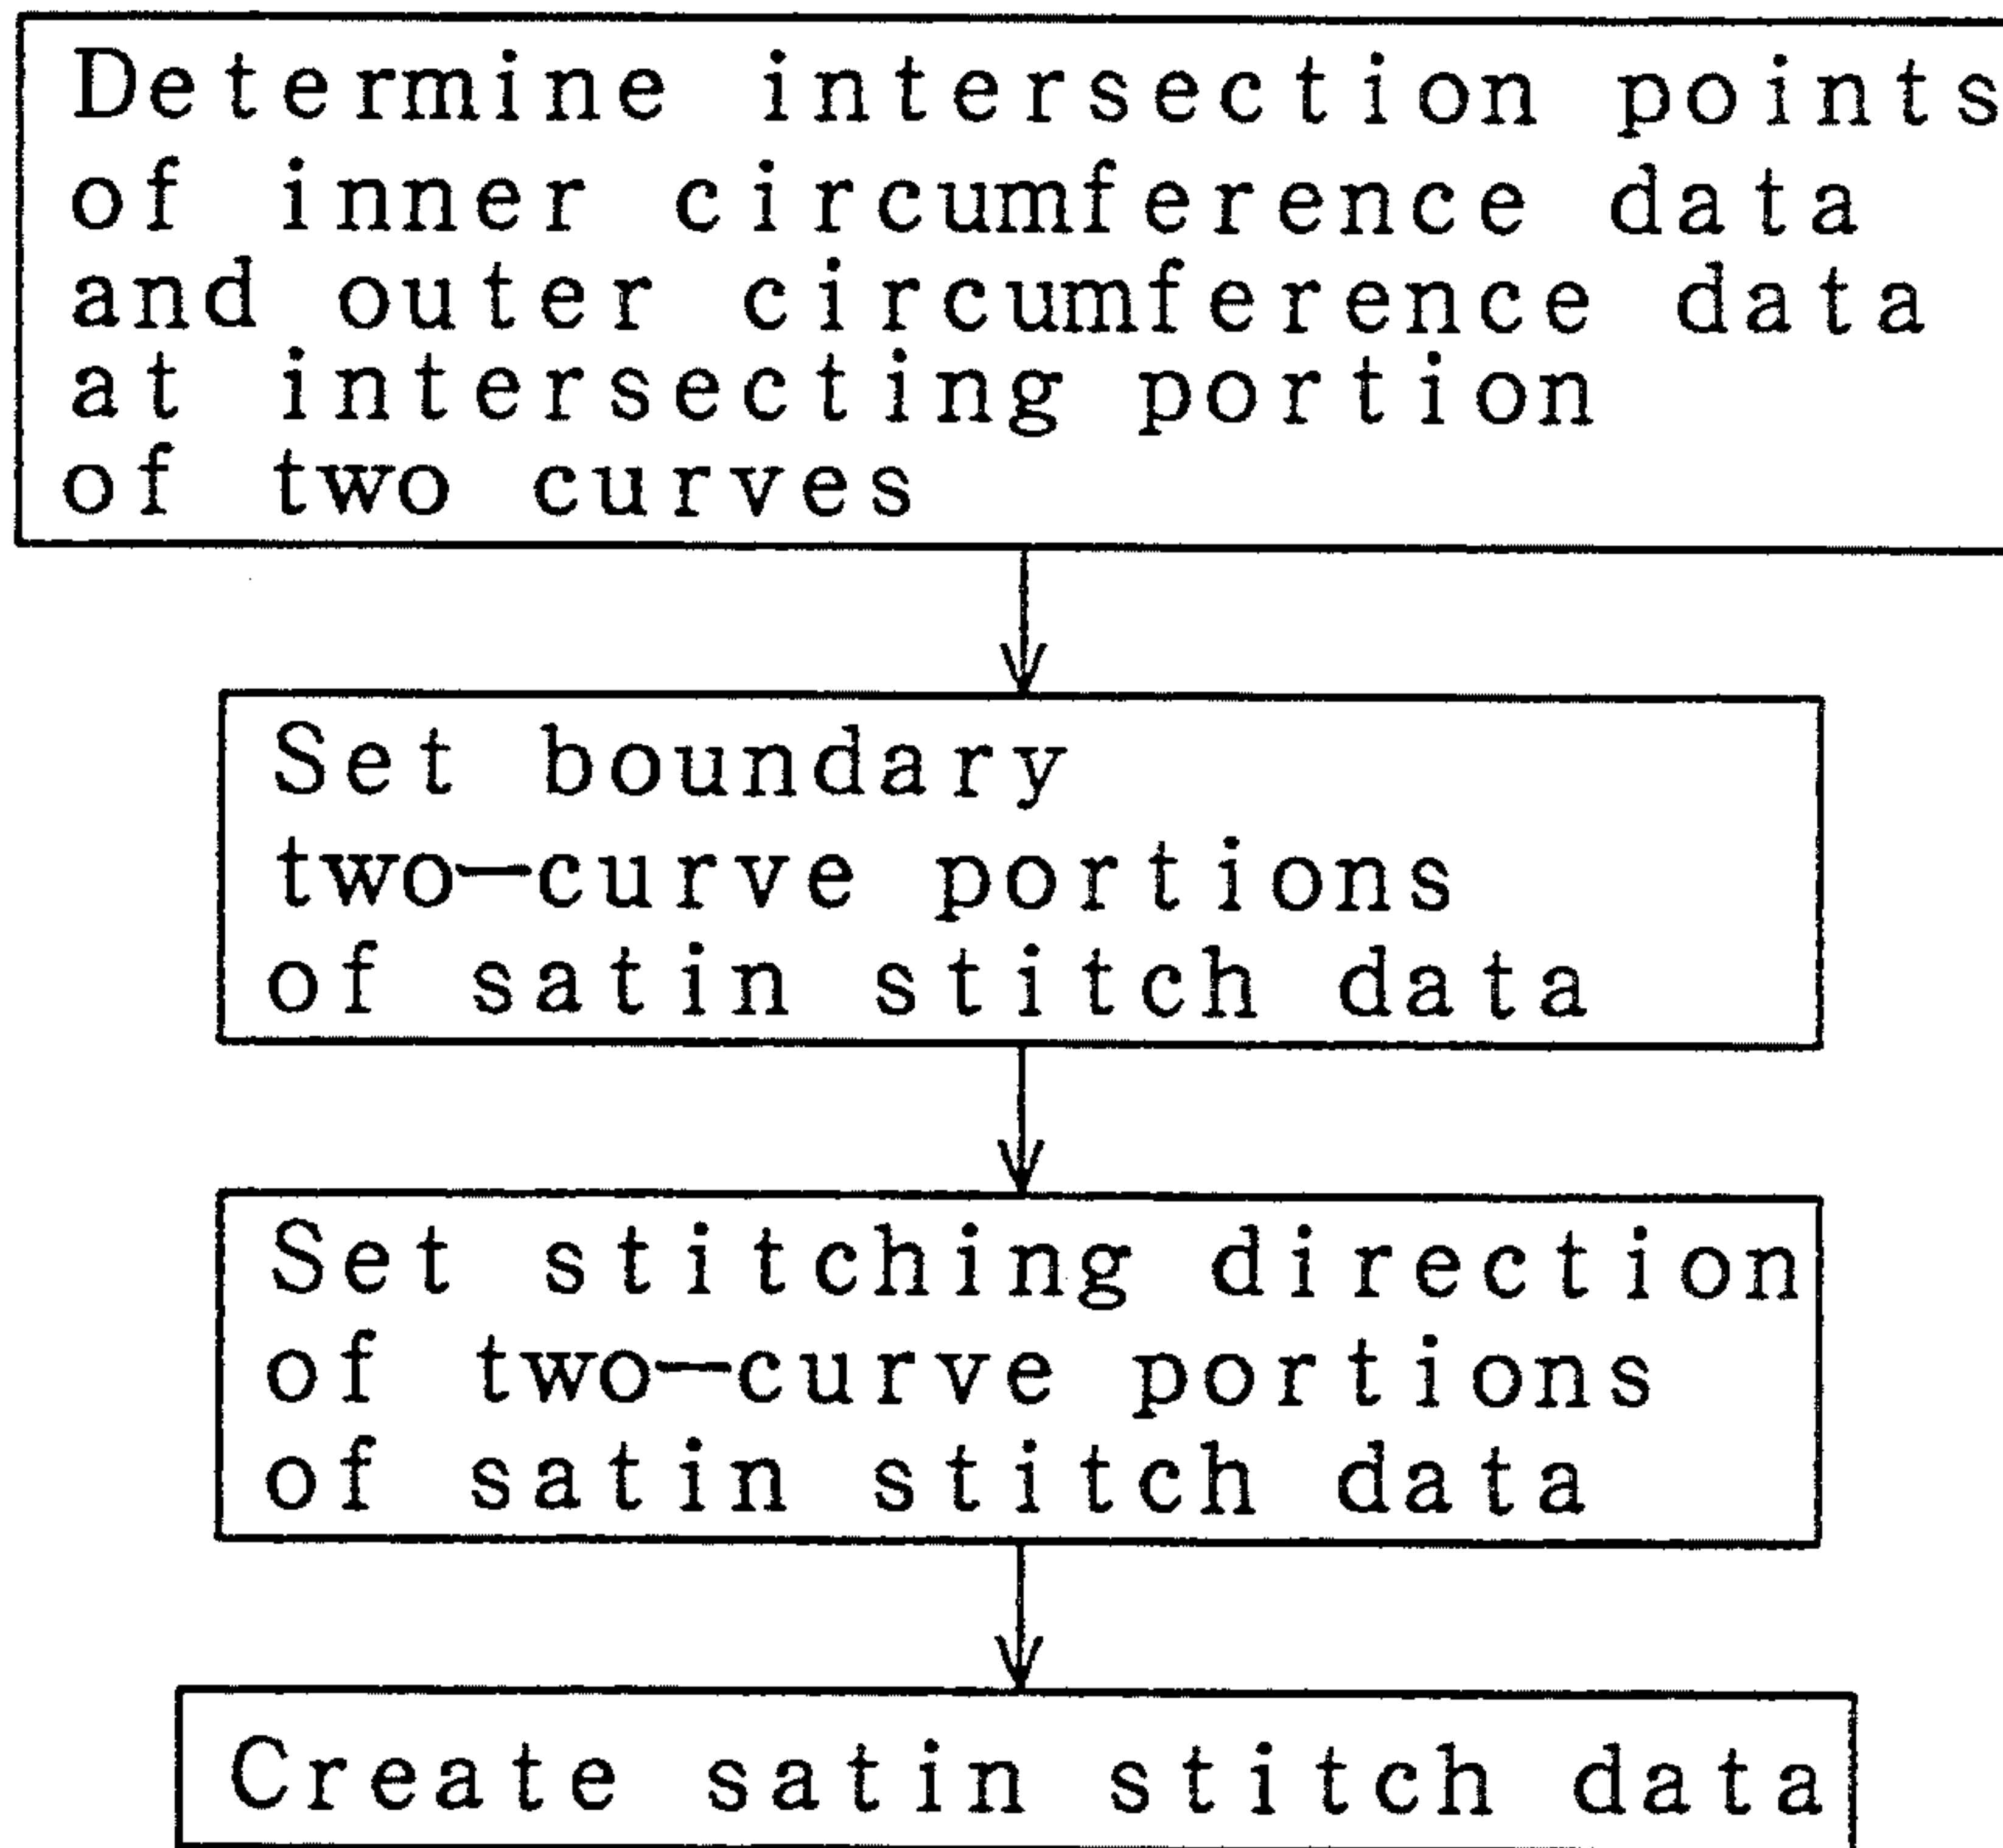 Determine intersection points
of inner circumference data
and outer circumference data
at intersecting portion
of two curves
Set boundary
two—curve portions
of satin stitch data
Set stitching direction
of two—curve portions
of satin stitch data
Create satin stitch data